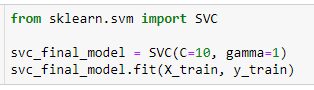 from sklearn.svm import SVC
svc_final_model = SVC(C=10, gamma=1)
svc_final_model.fit(X_train, y_train)